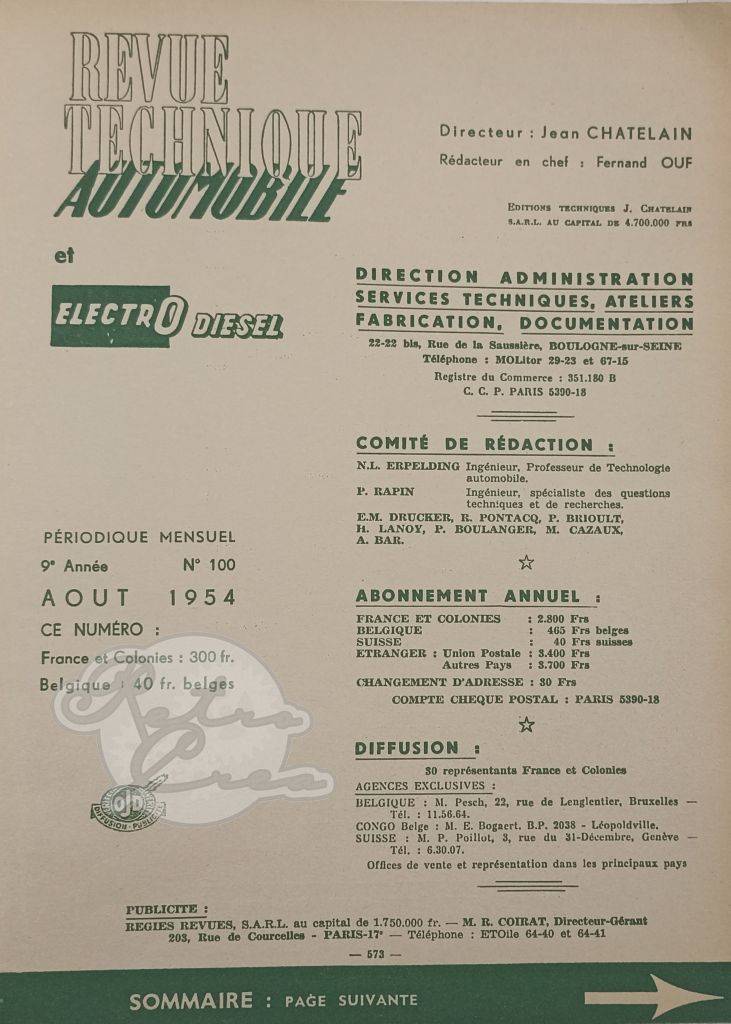 REVUE
TECHNIQUE
AUTOMOBILE
et
ELECTRO DIESEL
PÉRIODIQUE MENSUEL
9e Année N° 100
AOUT 1954
CE NUMÉRO :
France et Colonies : 300 fr.
Belgique : 40 fr. belges
Retro
Crea
OJD
DIFFUSION - PUBLICITE
Directeur : Jean CHATELAIN
Rédacteur en chef : Fernand OUF
EDITIONS TECHNIQUES J. CHATELAIN
S.A.R.L. AU CAPITAL DE 4.700.000 FRS
DIRECTION ADMINISTRATION
SERVICES TECHNIQUES, ATELIERS
FABRICATION, DOCUMENTATION
22-22 bis, Rue de la Saussière, BOULOGNE-sur-SEINE
Téléphone : MOLitor 29-23 et 67-15
Registre du Commerce : 351.180 B
C. C. P. PARIS 5390-18
COMITÉ DE RÉDACTION :
N.L. ERPELDING Ingénieur, Professeur de Technologie
automobile.
P. RAPIN Ingénieur, spécialiste des questions
techniques et de recherches.
E.M. DRUCKER, R. PONTACQ, P. BRIOULT,
H. LANOY, P. BOULANGER, M. CAZAUX,
A. BAR.
ABONNEMENT ANNUEL :
FRANCE ET COLONIES : 2.800 Frs
BELGIQUE : 465 Frs belges
SUISSE : 40 Frs suisses
ETRANGER : Union Postale : 3.400 Frs
Autres Pays : 3.700 Frs
CHANGEMENT D'ADRESSE : 30 Frs
COMPTE CHEQUE POSTAL : PARIS 5390-18
DIFFUSION :
30 représentants France et Colonies
AGENCES EXCLUSIVES :
BELGIQUE : M. Pesch, 22, rue de Lenglentier, Bruxelles —
Tél. : 11.56.64.
CONGO Belge : M. E. Bogaert, B.P. 2038 - Léopoldville.
SUISSE : M. P. Poillot, 3, rue du 31-Décembre, Genève —
Tél. : 6.30.07.
Offices de vente et représentation dans les principaux pays
PUBLICITE :
REGIES REVUES, S.A.R.L. au capital de 1.750.000 fr. — M. R. COIRAT, Directeur-Gérant
203, Rue de Courcelles - PARIS-17e — Téléphone : ETOile 64-40 et 64-41
— 573 —
SOMMAIRE : PAGE SUIVANTE